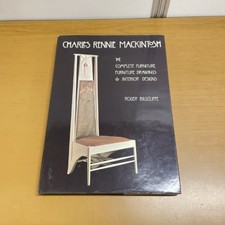 CHARLES RENNIE MACKINTOSH
THE
COMPLETE FURNITURE
FURNITURE DRAWINGS
& INTERIOR DESIGNS
ROGER BILLCLIFFE